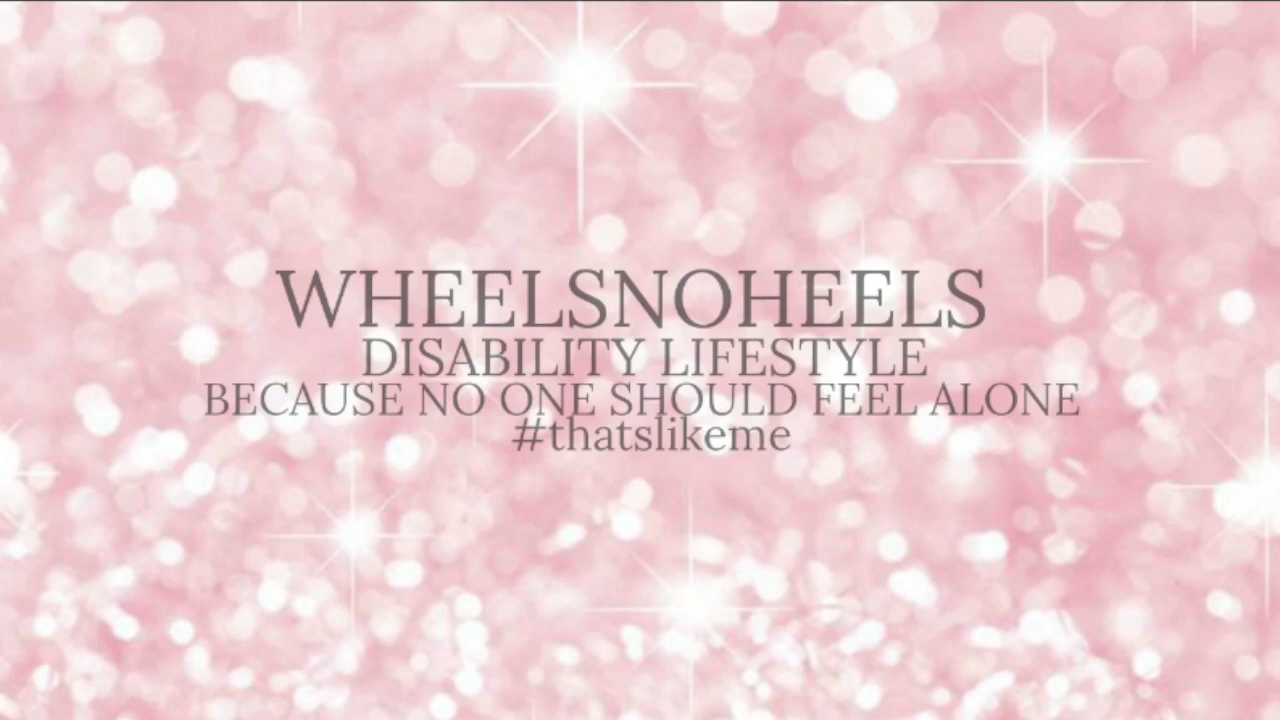 WHEELSNOHEELS
DISABILITY LIFESTYLE
BECAUSE NO ONE SHOULD FEEL ALONE
#thatslikeme